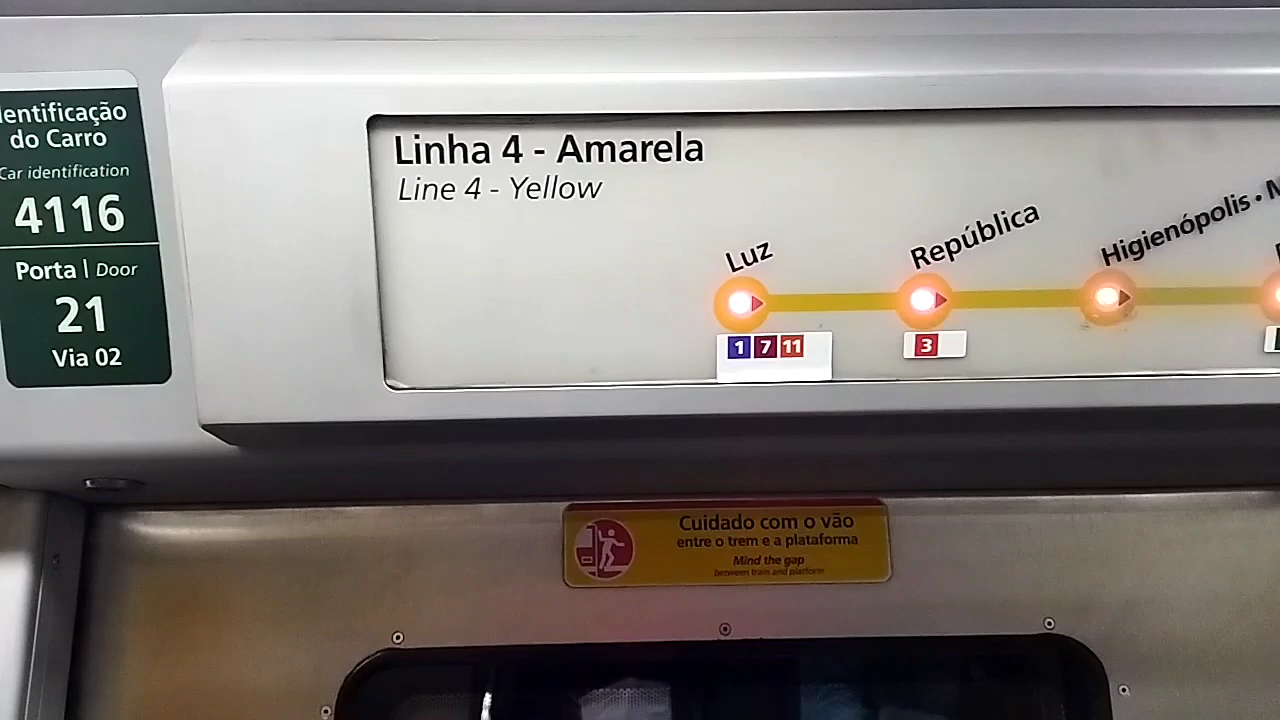 dentificação
do Carro
Car identification
4116
Porta | Door
21
Via 02
Linha 4 - Amarela
Line 4 - Yellow
Luz
República
Higienópolis •
1 7 11
3
Cuidado com o vão
entre o trem e a plataforma
Mind the gap
between train and platform